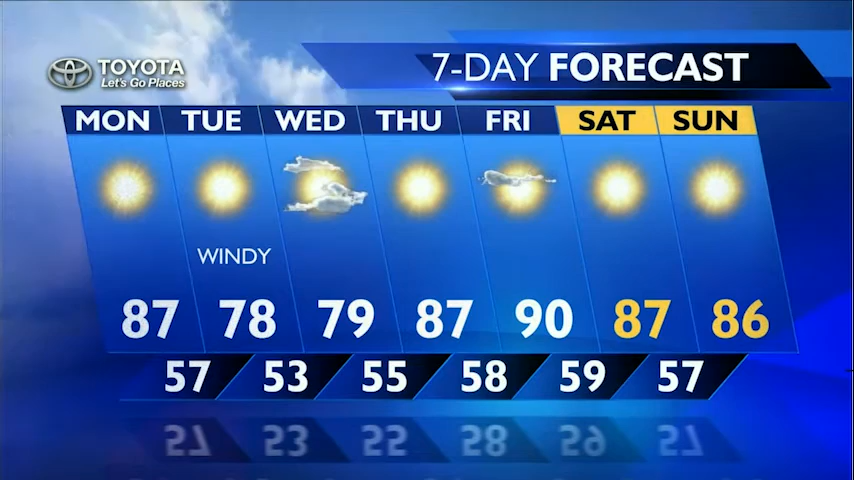 TOYOTA
Let's Go Places
7-DAY FORECAST
MON TUE WED THU FRI SAT SUN
WINDY
87 78 79 87 90 87 86
57 53 55 58 59 57